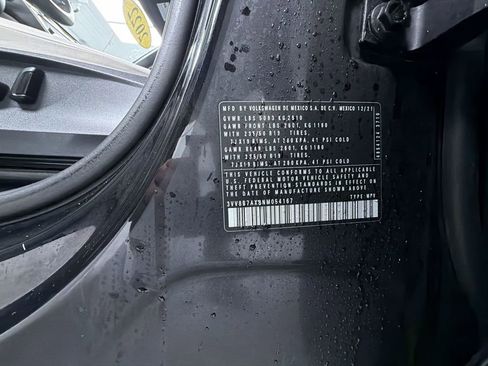 2022
MFD BY VOLKSWAGEN DE MEXICO S.A. DE C.V. MEXICO 12/21
GVWR LBS 5093 KG 2310
GAWR FRONT LBS 2601, KG 1180
WITH 235/50 R19 TIRES,
7JX19 RIMS, AT 280 KPA, 41 PSI COLD
GAWR REAR LBS 2601, KG 1180
WITH 235/50 R19 TIRES,
7JX19 RIMS, AT 280 KPA, 41 PSI COLD
THIS VEHICLE CONFORMS TO ALL APPLICABLE
FEDERAL MOTOR VEHICLE SAFETY
STANDARDS IN EFFECT ON THE
DATE OF MANUFACTURE SHOWN ABOVE
TYPE MPV